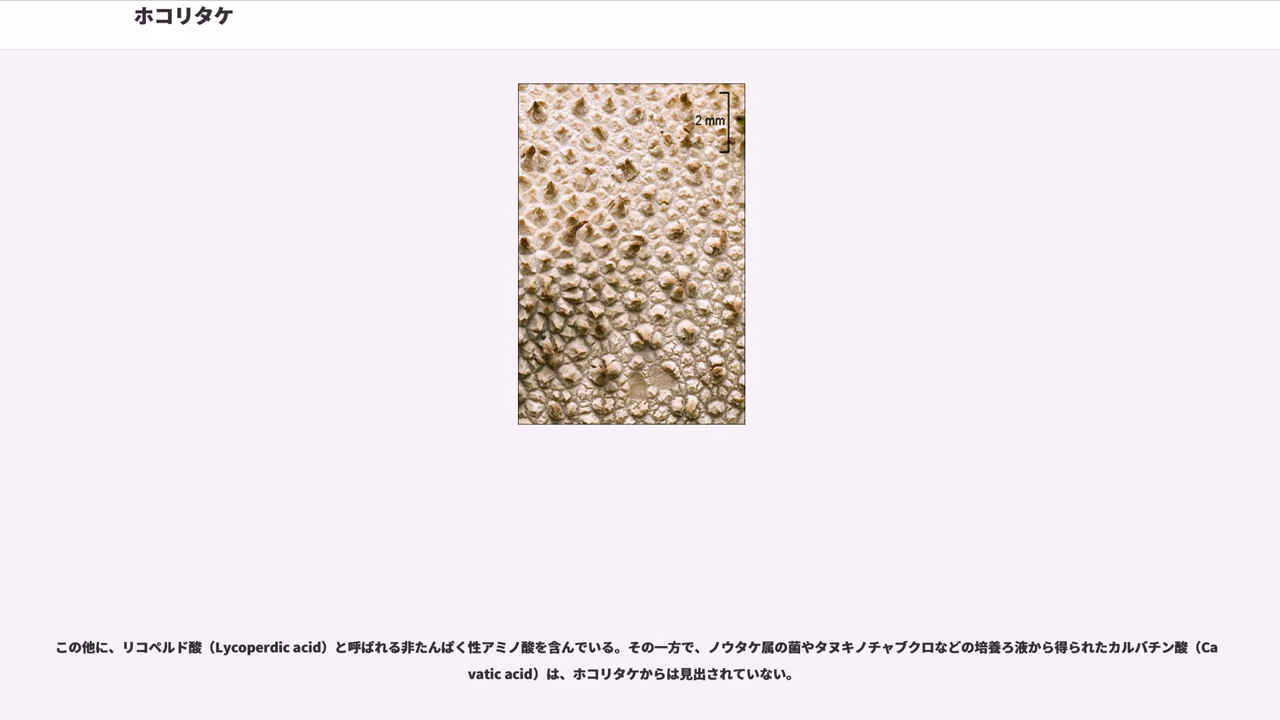 ホコリタケ
2 mm
この他に、リコペルド酸（Lycoperdic acid）と呼ばれる非たんぱく性アミノ酸を含んでいる。その一方で、ノウタケ属の菌やタヌキノチャブクロなどの培養ろ液から得られたカルバチン酸（Ca
vatic acid）は、ホコリタケからは見出されていない。